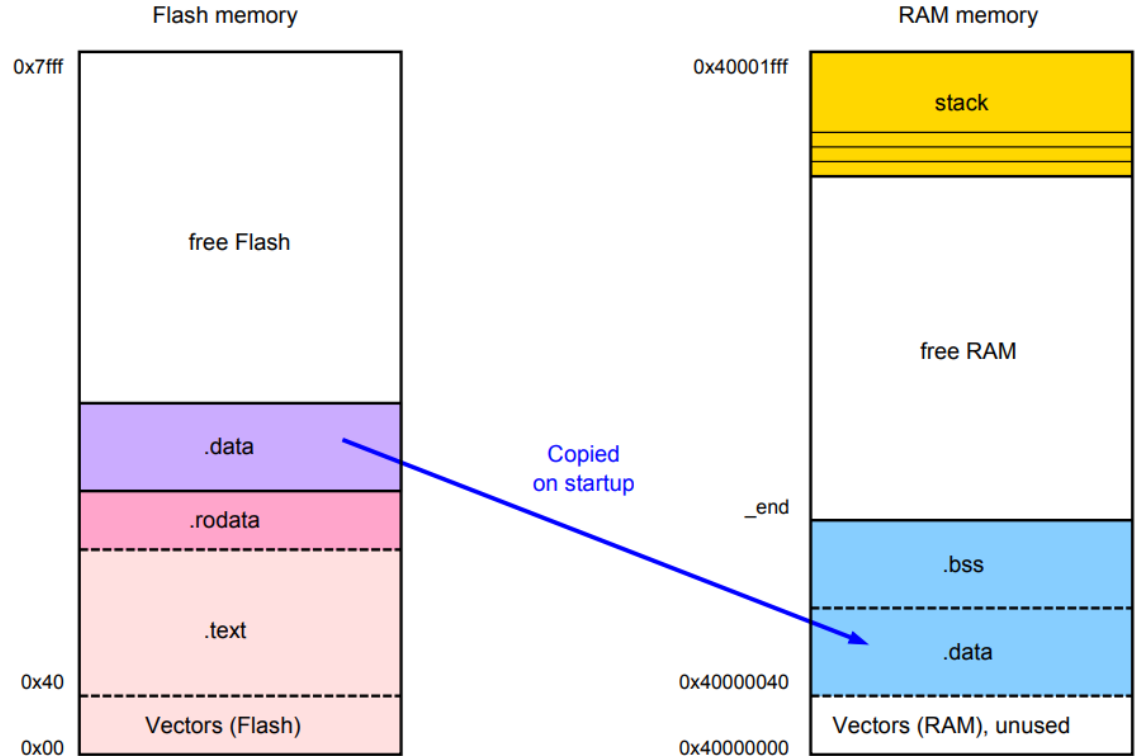 Flash memory
0x7fff
free Flash
.data
.rodata
.text
0x40
Vectors (Flash)
0x00
Copied
on startup
RAM memory
0x40001fff
stack
free RAM
_end
.bss
.data
0x40000040
Vectors (RAM), unused
0x40000000